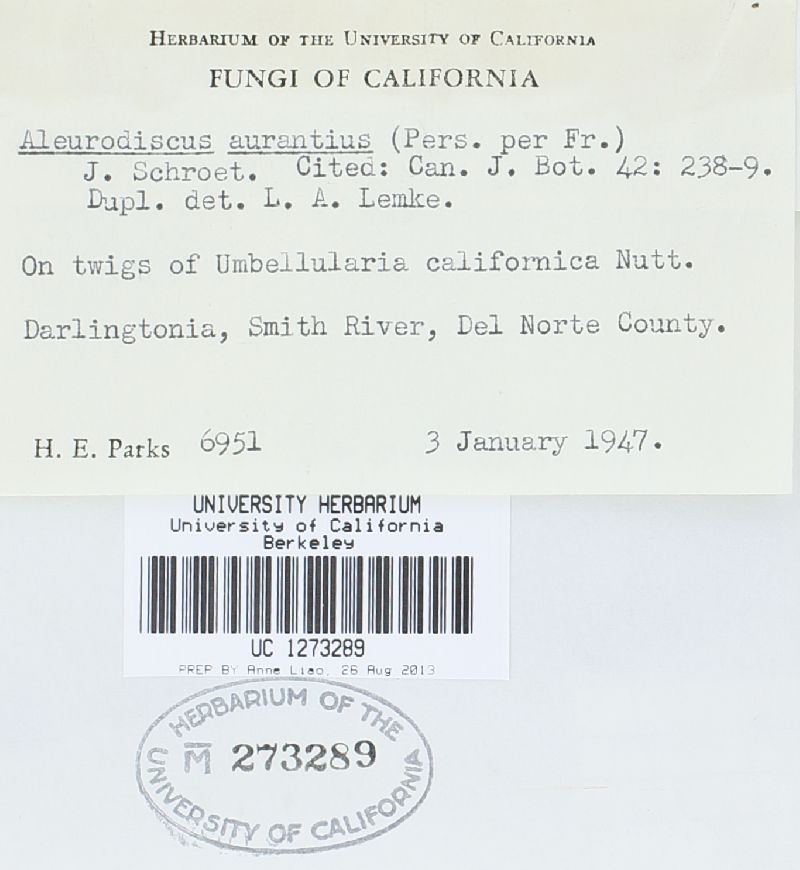 HERBARIUM OF THE UNIVERSITY OF CALIFORNIA
FUNGI OF CALIFORNIA
Aleurodiscus aurantius (Pers. per Fr.)
J. Schroet. Cited: Can. J. Bot. 42: 238-9.
Dupl. det. L. A. Lemke.
On twigs of Umbellularia californica Nutt.
Darlingtonia, Smith River, Del Norte County.
H. E. Parks 6951 3 January 1947.
UNIVERSITY HERBARIUM
University of California
Berkeley
UC 1273289
PREP BY Anne Liao, 26 Aug 2013
HERBARIUM OF THE
M̅ 273289
UNIVERSITY OF CALIFORNIA